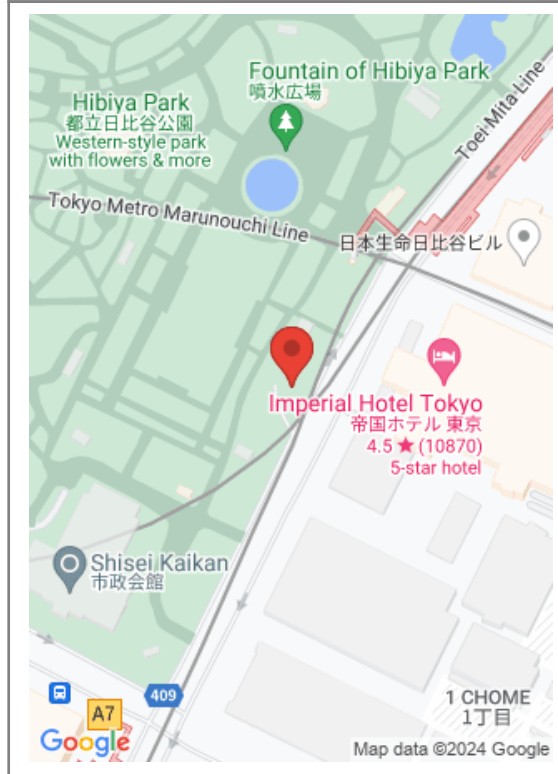 Fountain of Hibiya Park
噴水広場
Hibiya Park
都立日比谷公園
Western-style park
with flowers & more
Toei Mita Line
Tokyo Metro Marunouchi Line
日本生命日比谷ビル
Imperial Hotel Tokyo
帝国ホテル 東京
4.5 ★ (10870)
5-star hotel
Shisei Kaikan
市政会館
409
A7
1 CHOME
1丁目
Google
Map data ©2024 Google